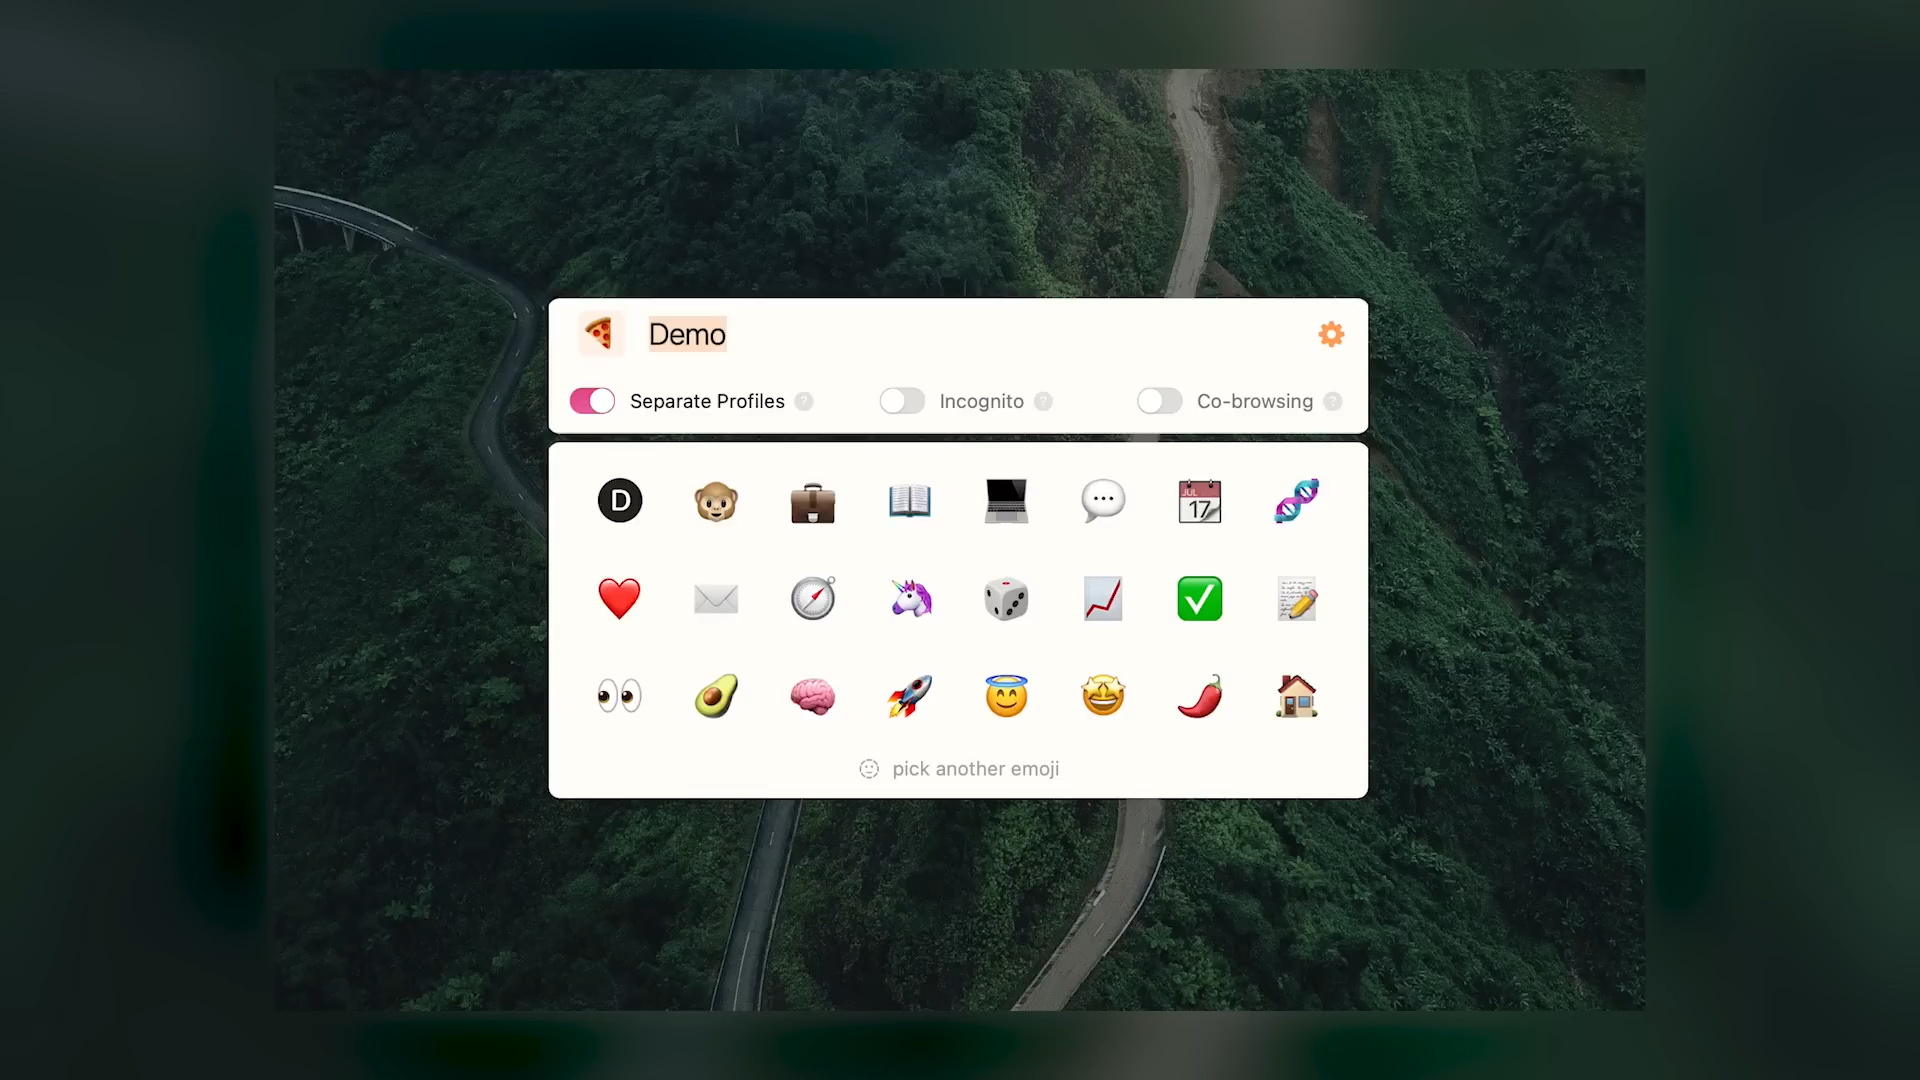 Demo
Separate Profiles ? Incognito ? Co-browsing ?
D
JUL
17
pick another emoji